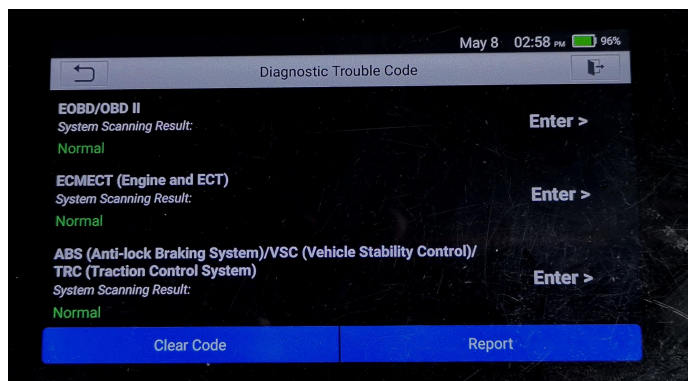 May 8 02:58 PM 96%
Diagnostic Trouble Code
EOBD/OBD II
System Scanning Result:
Enter >
Normal
ECMECT (Engine and ECT)
System Scanning Result:
Enter >
Normal
ABS (Anti-lock Braking System)/VSC (Vehicle Stability Control)/
TRC (Traction Control System)
System Scanning Result:
Enter >
Normal
Clear Code Report